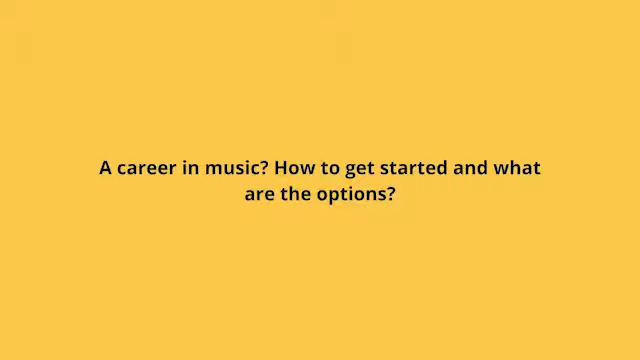 A career in music? How to get started and what
are the options?